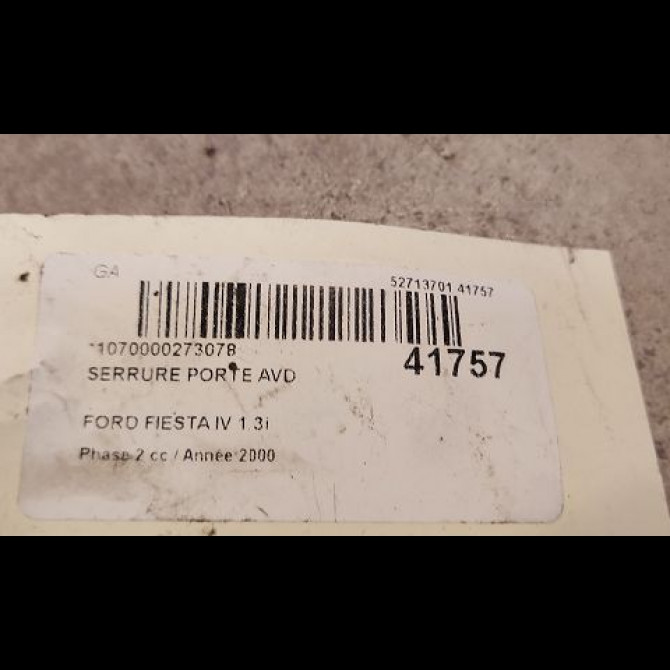 GA
52713701 41757
*1070000273078
41757
SERRURE PORTE AVD
FORD FIESTA IV 1.3i
Phase 2 cc / Année 2000